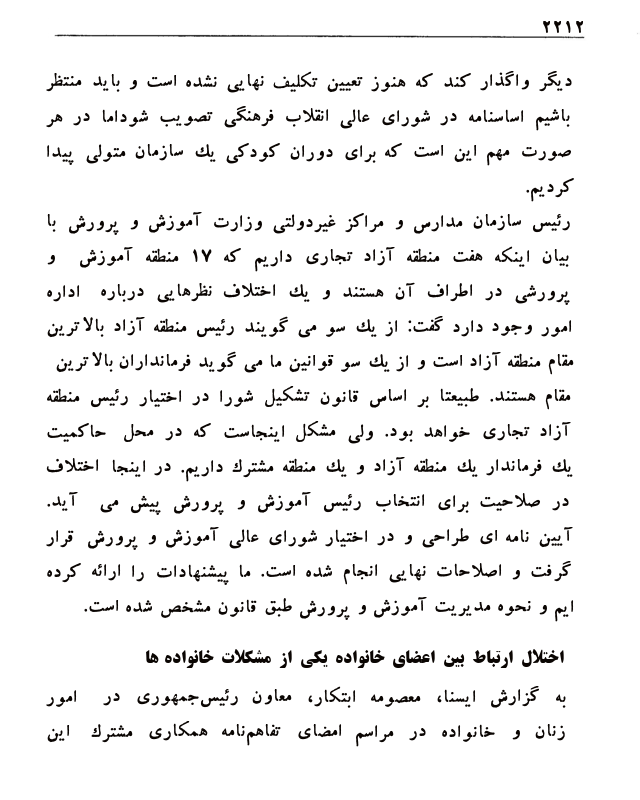 ۲۲۱۲
دیگر واگذار کند که هنوز تعیین تکلیف نهایی نشده است و باید منتظر
باشیم اساسنامه در شورای عالی انقلاب فرهنگی تصویب شوداما در هر
صورت مهم این است که برای دوران کودکی یك سازمان متولی پیدا
کردیم.
رئیس سازمان مدارس و مراکز غیردولتی وزارت آموزش و پرورش با
بیان اینکه هفت منطقه آزاد تجاری داریم که ۱۷ منطقه آموزش و
پرورشی در اطراف آن هستند و یك اختلاف نظرهایی درباره اداره
امور وجود دارد گفت: از یك سو می گویند رئیس منطقه آزاد بالاترین
مقام منطقه آزاد است و از یك سو قوانین ما می گوید فرمانداران بالاترین
مقام هستند. طبیعتا بر اساس قانون تشکیل شورا در اختیار رئیس منطقه
آزاد تجاری خواهد بود. ولی مشکل اینجاست که در محل حاکمیت
یك فرماندار یك منطقه آزاد و یك منطقه مشترك داریم. در اینجا اختلاف
در صلاحیت برای انتخاب رئیس آموزش و پرورش پیش می آید.
آیین نامه ای طراحی و در اختیار شورای عالی آموزش و پرورش قرار
گرفت و اصلاحات نهایی انجام شده است. ما پیشنهادات را ارائه کرده
ایم و نحوه مدیریت آموزش و پرورش طبق قانون مشخص شده است.
اختلال ارتباط بین اعضای خانواده یکی از مشکلات خانواده ها
به گزارش ایسنا، معصومه ابتکار، معاون رئیس‌جمهوری در امور
زنان و خانواده در مراسم امضای تفاهم‌نامه همکاری مشترك این